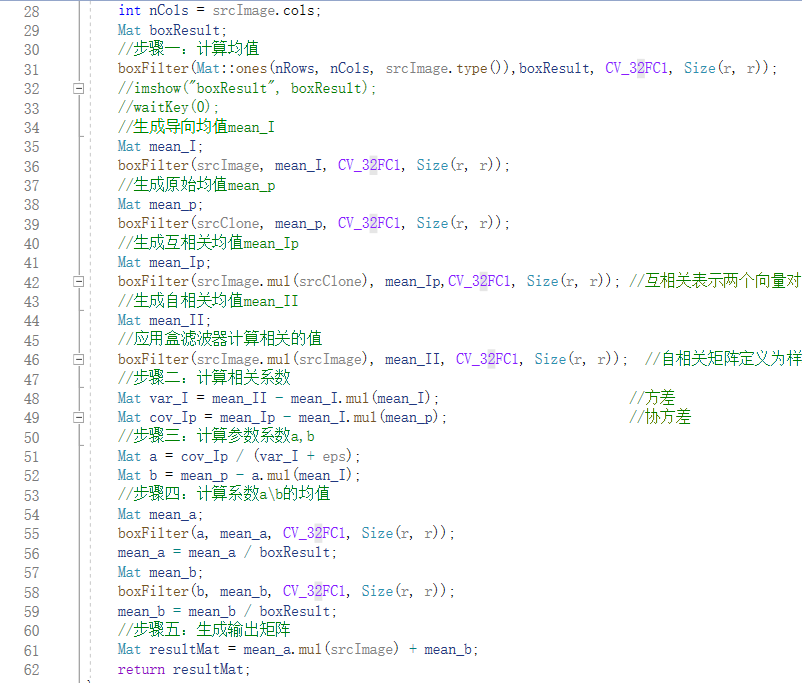 28 int nCols = srcImage.cols;
29 Mat boxResult;
30 //步骤一：计算均值
31 boxFilter(Mat::ones(nRows, nCols, srcImage.type()),boxResult, CV_32FC1, Size(r, r));
32 //imshow("boxResult", boxResult);
33 //waitKey(0);
34 //生成导向均值mean_I
35 Mat mean_I;
36 boxFilter(srcImage, mean_I, CV_32FC1, Size(r, r));
37 //生成原始均值mean_p
38 Mat mean_p;
39 boxFilter(srcClone, mean_p, CV_32FC1, Size(r, r));
40 //生成互相关均值mean_Ip
41 Mat mean_Ip;
42 boxFilter(srcImage.mul(srcClone), mean_Ip,CV_32FC1, Size(r, r)); //互相关表示两个向量对
43 //生成自相关均值mean_II
44 Mat mean_II;
45 //应用盒滤波器计算相关的值
46 boxFilter(srcImage.mul(srcImage), mean_II, CV_32FC1, Size(r, r)); //自相关矩阵定义为样
47 //步骤二：计算相关系数
48 Mat var_I = mean_II - mean_I.mul(mean_I); //方差
49 Mat cov_Ip = mean_Ip - mean_I.mul(mean_p); //协方差
50 //步骤三：计算参数系数a,b
51 Mat a = cov_Ip / (var_I + eps);
52 Mat b = mean_p - a.mul(mean_I);
53 //步骤四：计算系数a\b的均值
54 Mat mean_a;
55 boxFilter(a, mean_a, CV_32FC1, Size(r, r));
56 mean_a = mean_a / boxResult;
57 Mat mean_b;
58 boxFilter(b, mean_b, CV_32FC1, Size(r, r));
59 mean_b = mean_b / boxResult;
60 //步骤五：生成输出矩阵
61 Mat resultMat = mean_a.mul(srcImage) + mean_b;
62 return resultMat;